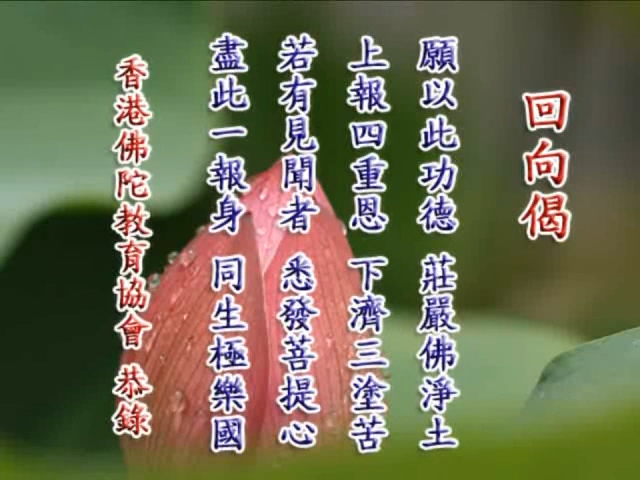 回向偈
願以此功德 莊嚴佛淨土
上報四重恩 下濟三塗苦
若有見聞者 悉發菩提心
盡此一報身 同生極樂國
香港佛陀教育協會 恭錄